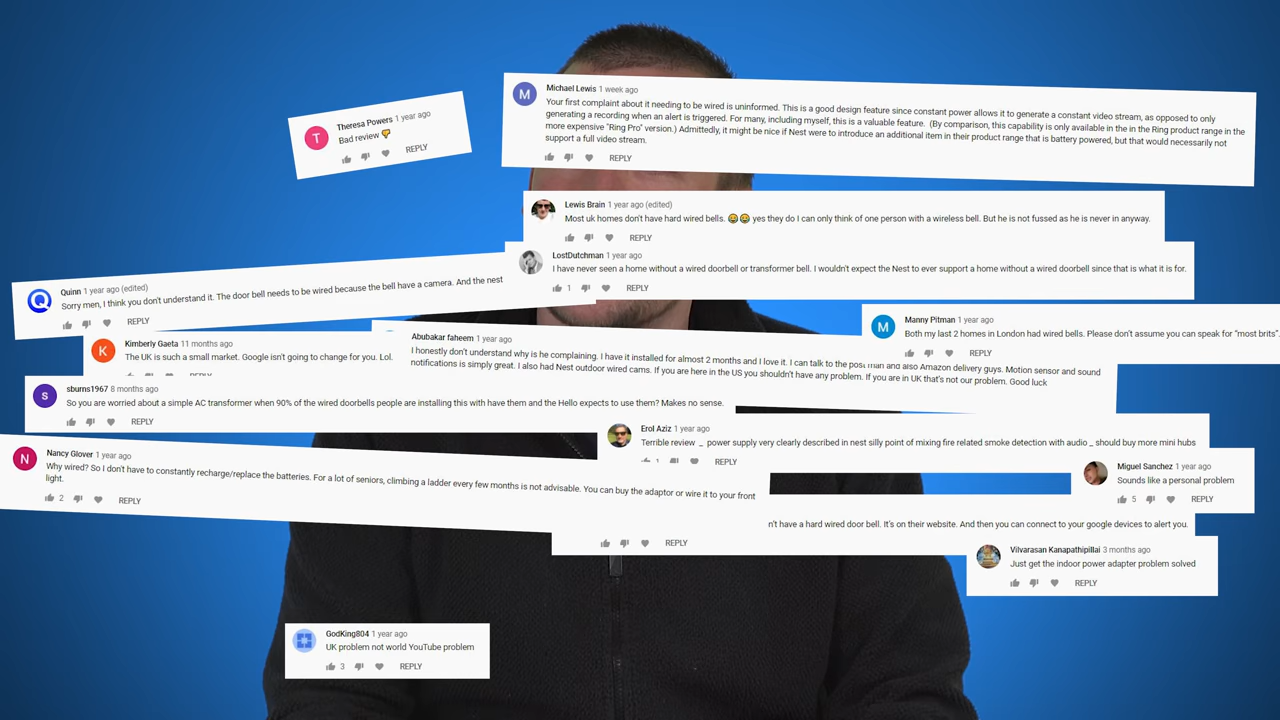 Theresa Powers 1 year ago
Bad review 👎
REPLY
M
T
Michael Lewis 1 week ago
Your first complaint about it needing to be wired is uninformed. This is a good design feature since constant power allows it to generate a constant video stream, as opposed to only
generating a recording when an alert is triggered. For many, including myself, this is a valuable feature. (By comparison, this capability is only available in the in the Ring product range in the
more expensive "Ring Pro" version.) Admittedly, it might be nice if Nest were to introduce an additional item in their product range that is battery powered, but that would necessarily not
support a full video stream.
REPLY
Lewis Brain 1 year ago (edited)
Most uk homes don't have hard wired bells. 😂😂 yes they do I can only think of one person with a wireless bell. But he is not fussed as he is never in anyway.
REPLY
LostDutchman 1 year ago
I have never seen a home without a wired doorbell or transformer bell. I wouldn't expect the Nest to ever support a home without a wired doorbell since that is what it is for.
1 REPLY
Q
Quinn 1 year ago (edited)
Sorry men, I think you don't understand it. The door bell needs to be wired because the bell have a camera. And the nest
REPLY
M
Manny Pitman 1 year ago
Both my last 2 homes in London had wired bells. Please don't assume you can speak for "most brits".
REPLY
K
Kimberly Gaeta 11 months ago
The UK is such a small market. Google isn't going to change for you. Lol.
Abubakar faheem 1 year ago
I honestly don't understand why is he complaining. I have it installed for almost 2 months and I love it. I can talk to the post man and also Amazon delivery guys. Motion sensor and sound
notifications is simply great. I also had Nest outdoor wired cams. If you are here in the US you shouldn't have any problem. If you are in UK that's not our problem. Good luck
S
sburns1967 8 months ago
So you are worried about a simple AC transformer when 90% of the wired doorbells people are installing this with have them and the Hello expects to use them? Makes no sense.
REPLY
Erol Aziz 1 year ago
Terrible review _ power supply very clearly described in nest silly point of mixing fire related smoke detection with audio _ should buy more mini hubs
1 REPLY
N
Nancy Glover 1 year ago
Why wired? So I don't have to constantly recharge/replace the batteries. For a lot of seniors, climbing a ladder every few months is not advisable. You can buy the adaptor or wire it to your front
light.
2 REPLY
Miguel Sanchez 1 year ago
Sounds like a personal problem
5 REPLY
n't have a hard wired door bell. It's on their website. And then you can connect to your google devices to alert you.
REPLY
Vilvarasan Kanapathipillai 3 months ago
Just get the indoor power adapter problem solved
REPLY
GodKing804 1 year ago
UK problem not world YouTube problem
3 REPLY